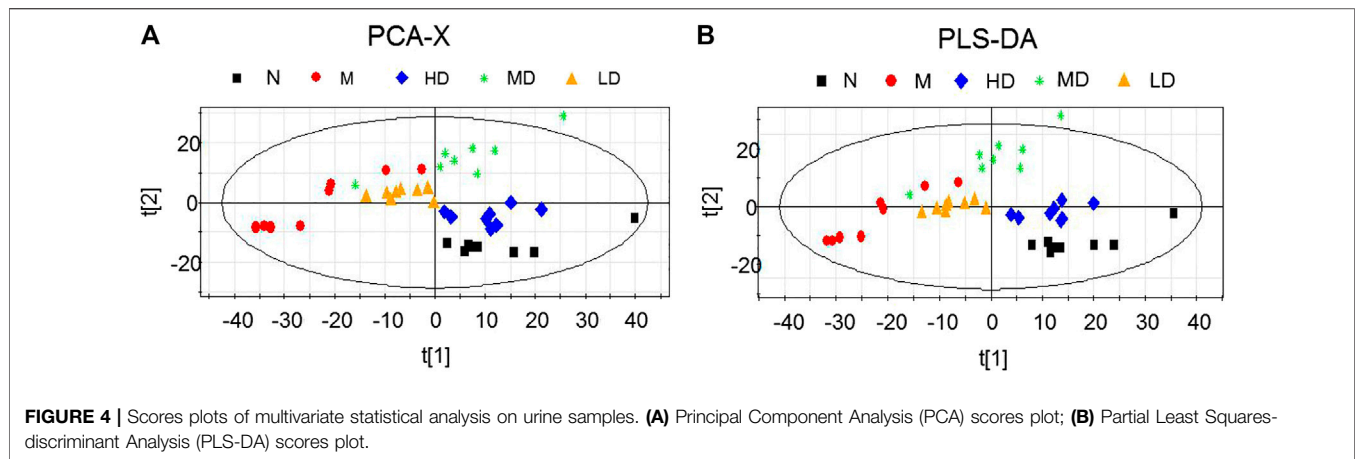 A
PCA-X
N M HD MD LD
20
0
-20
t[2]
-40 -30 -20 -10 0 10 20 30 40
t[1]
B
PLS-DA
N M HD MD LD
20
0
-20
t[2]
-40 -30 -20 -10 0 10 20 30 40
t[1]
FIGURE 4 | Scores plots of multivariate statistical analysis on urine samples. (A) Principal Component Analysis (PCA) scores plot; (B) Partial Least Squares-
discriminant Analysis (PLS-DA) scores plot.